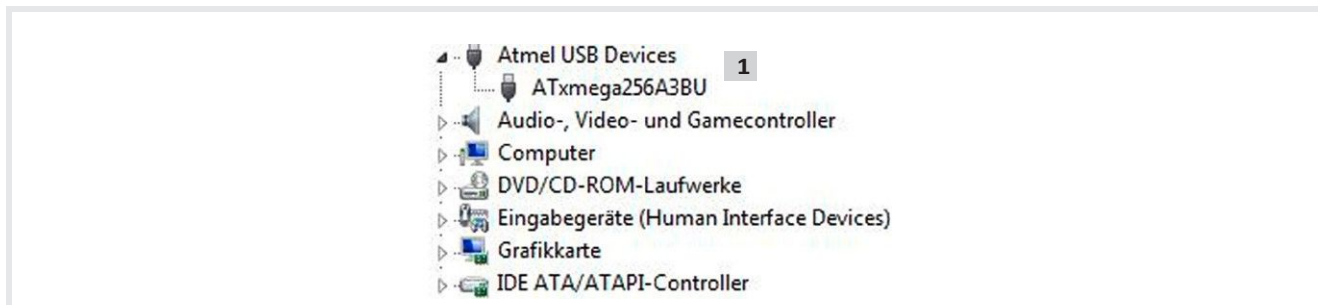 Atmel USB Devices 1
ATxmega256A3BU
Audio-, Video- und Gamecontroller
Computer
DVD/CD-ROM-Laufwerke
Eingabegeräte (Human Interface Devices)
Grafikkarte
IDE ATA/ATAPI-Controller